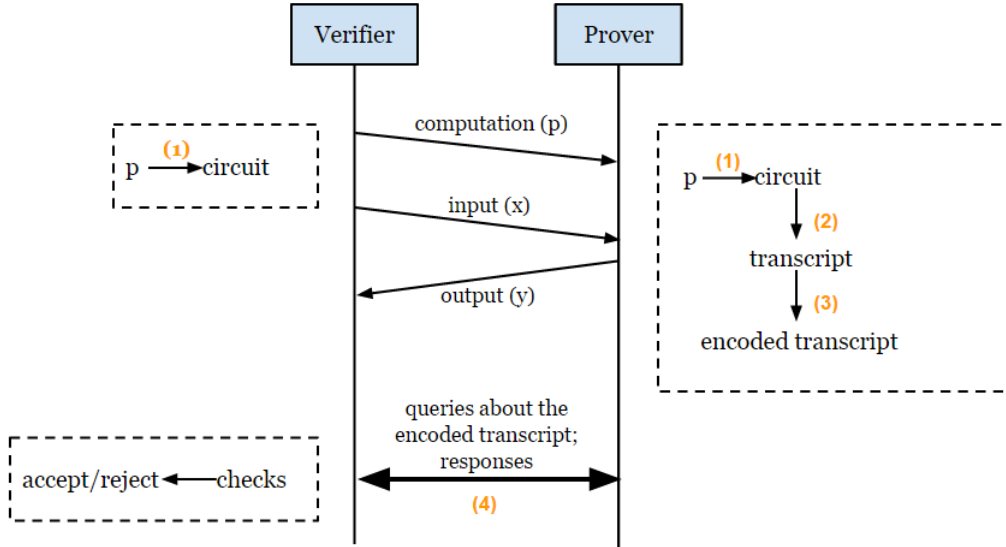 Verifier
Prover
computation (p)
(1)
p
circuit
(1)
p
circuit
input (x)
(2)
transcript
output (y)
(3)
encoded transcript
queries about the
encoded transcript;
responses
accept/reject
checks
(4)